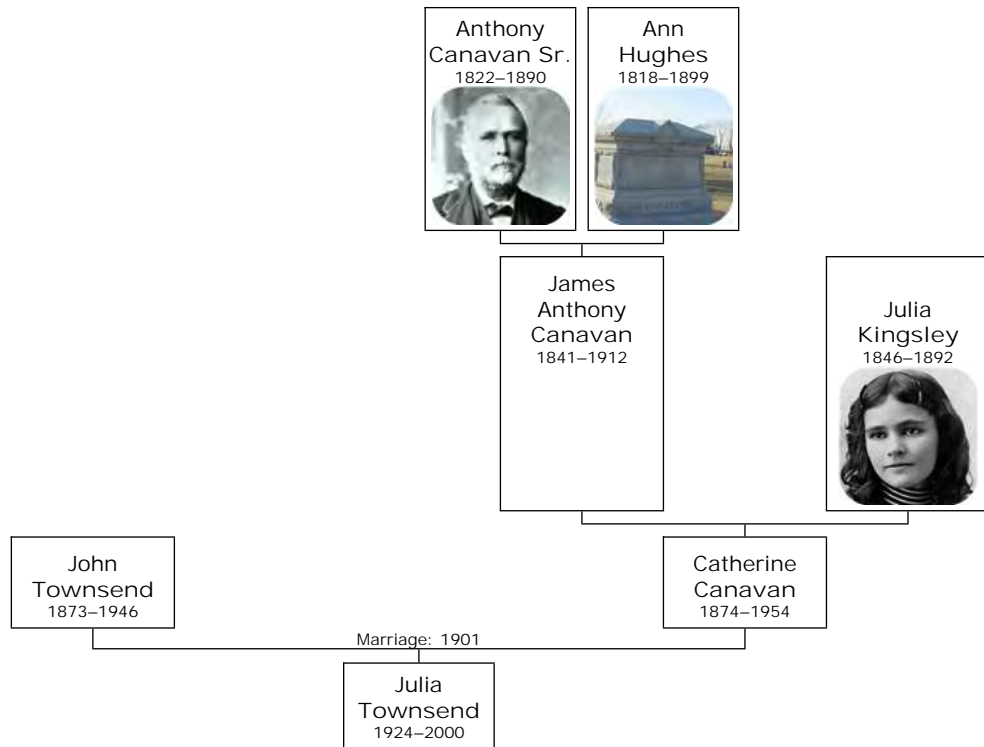 Anthony
Canavan Sr.
1822–1890
Ann
Hughes
1818–1899
James
Anthony
Canavan
1841–1912
Julia
Kingsley
1846–1892
John
Townsend
1873–1946
Catherine
Canavan
1874–1954
Marriage: 1901
Julia
Townsend
1924–2000